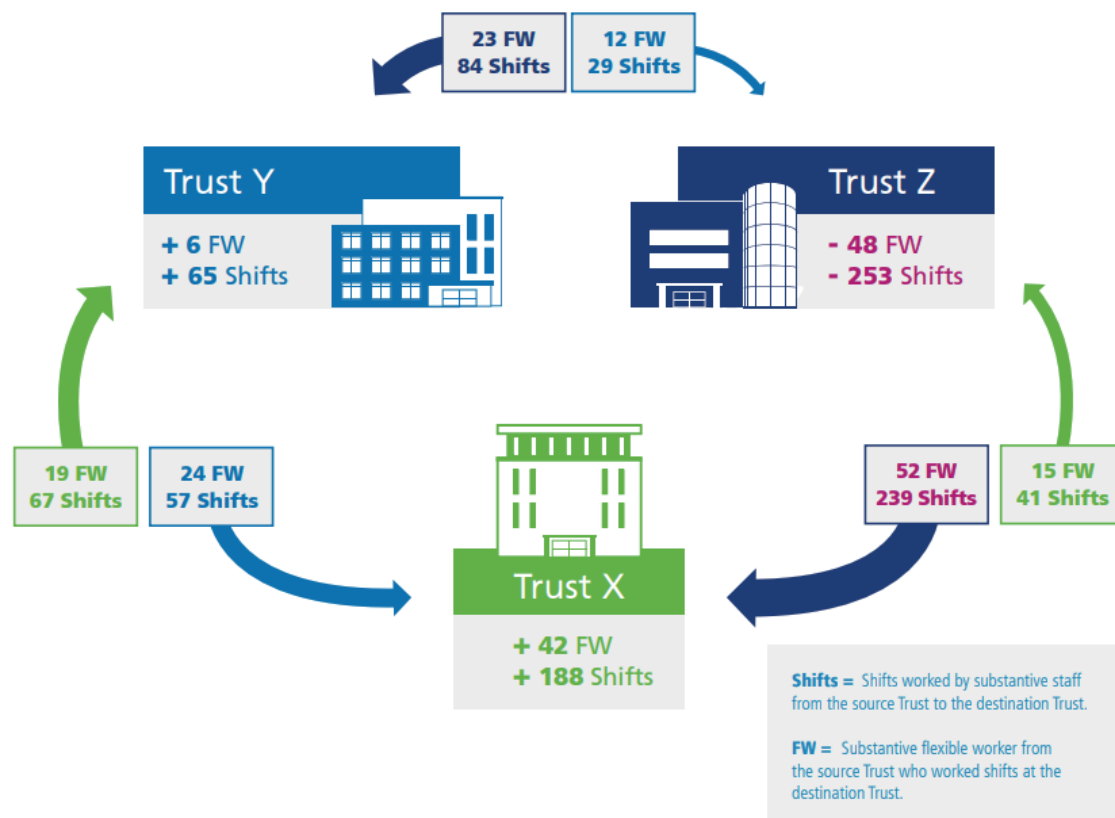 23 FW
84 Shifts
12 FW
29 Shifts
Trust Y
+ 6 FW
+ 65 Shifts
Trust Z
- 48 FW
- 253 Shifts
19 FW
67 Shifts
24 FW
57 Shifts
52 FW
239 Shifts
15 FW
41 Shifts
Trust X
+ 42 FW
+ 188 Shifts
Shifts = Shifts worked by substantive staff
from the source Trust to the destination Trust.
FW = Substantive flexible worker from
the source Trust who worked shifts at the
destination Trust.